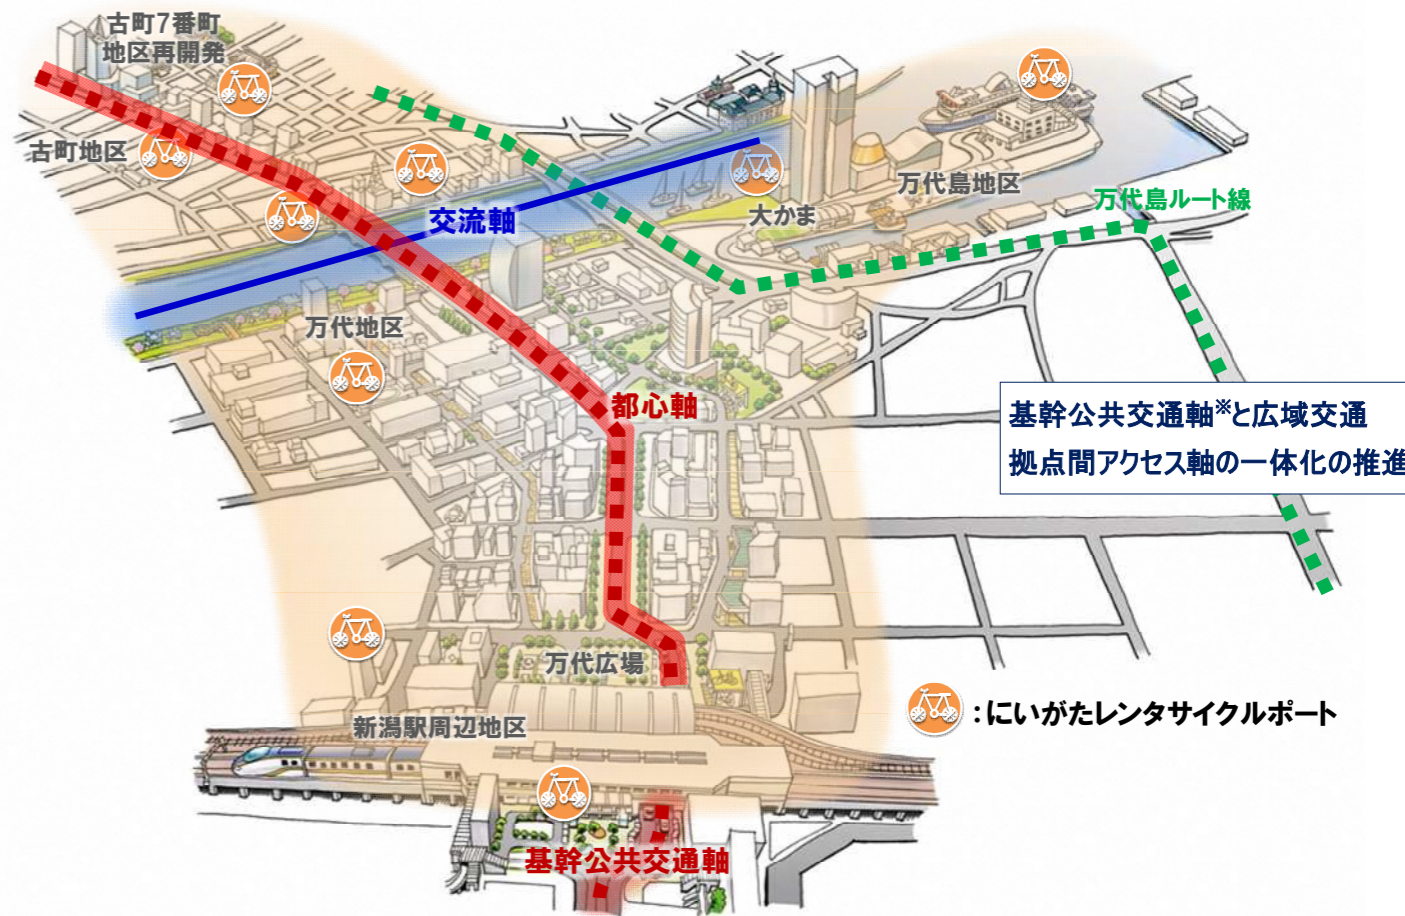 古町7番町
地区再開発
古町地区
交流軸
大かま
万代島地区
万代島ルート線
万代地区
都心軸
基幹公共交通軸※と広域交通
拠点間アクセス軸の一体化の推進
万代広場
新潟駅周辺地区
:にいがたレンタサイクルポート
基幹公共交通軸